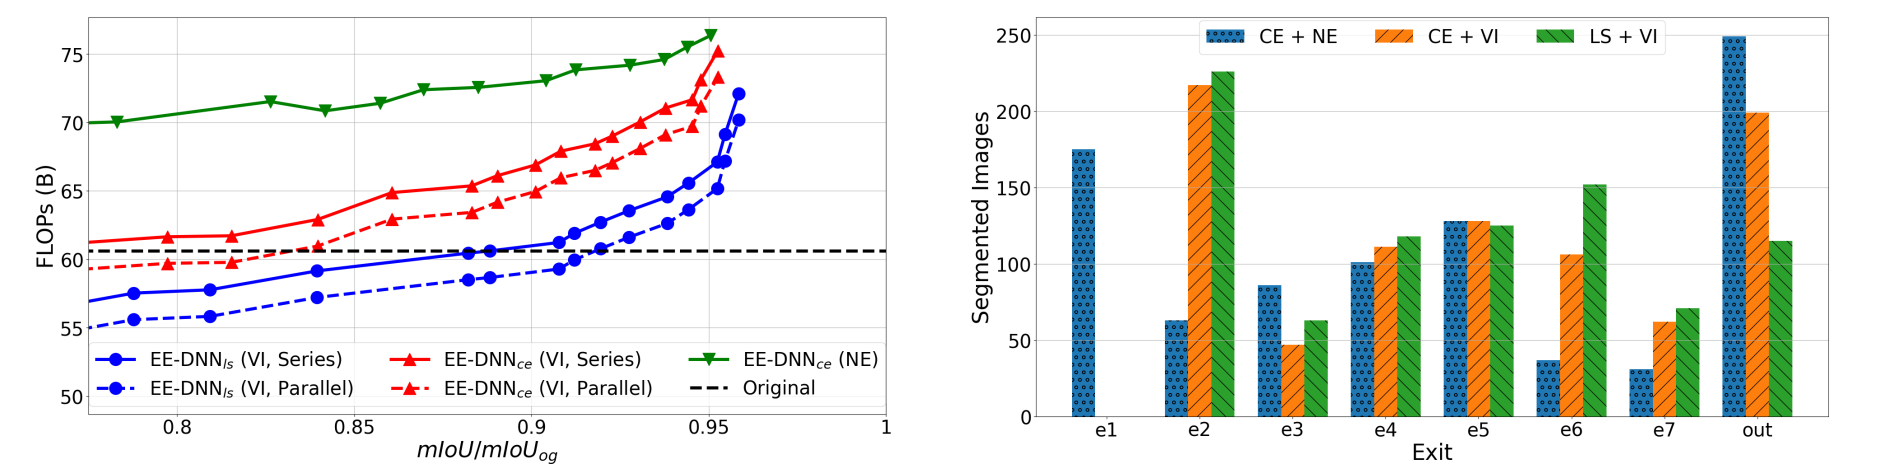 75
70
65
60
55
50
FLOPs (B)
EE-DNN_ls (VI, Series)
EE-DNN_ls (VI, Parallel)
EE-DNN_ce (VI, Series)
EE-DNN_ce (VI, Parallel)
EE-DNN_ce (NE)
Original
0.8 0.85 0.9 0.95 1
mIoU/mIoU_og
250
200
150
100
50
0
Segmented Images
CE + NE CE + VI LS + VI
e1 e2 e3 e4 e5 e6 e7 out
Exit